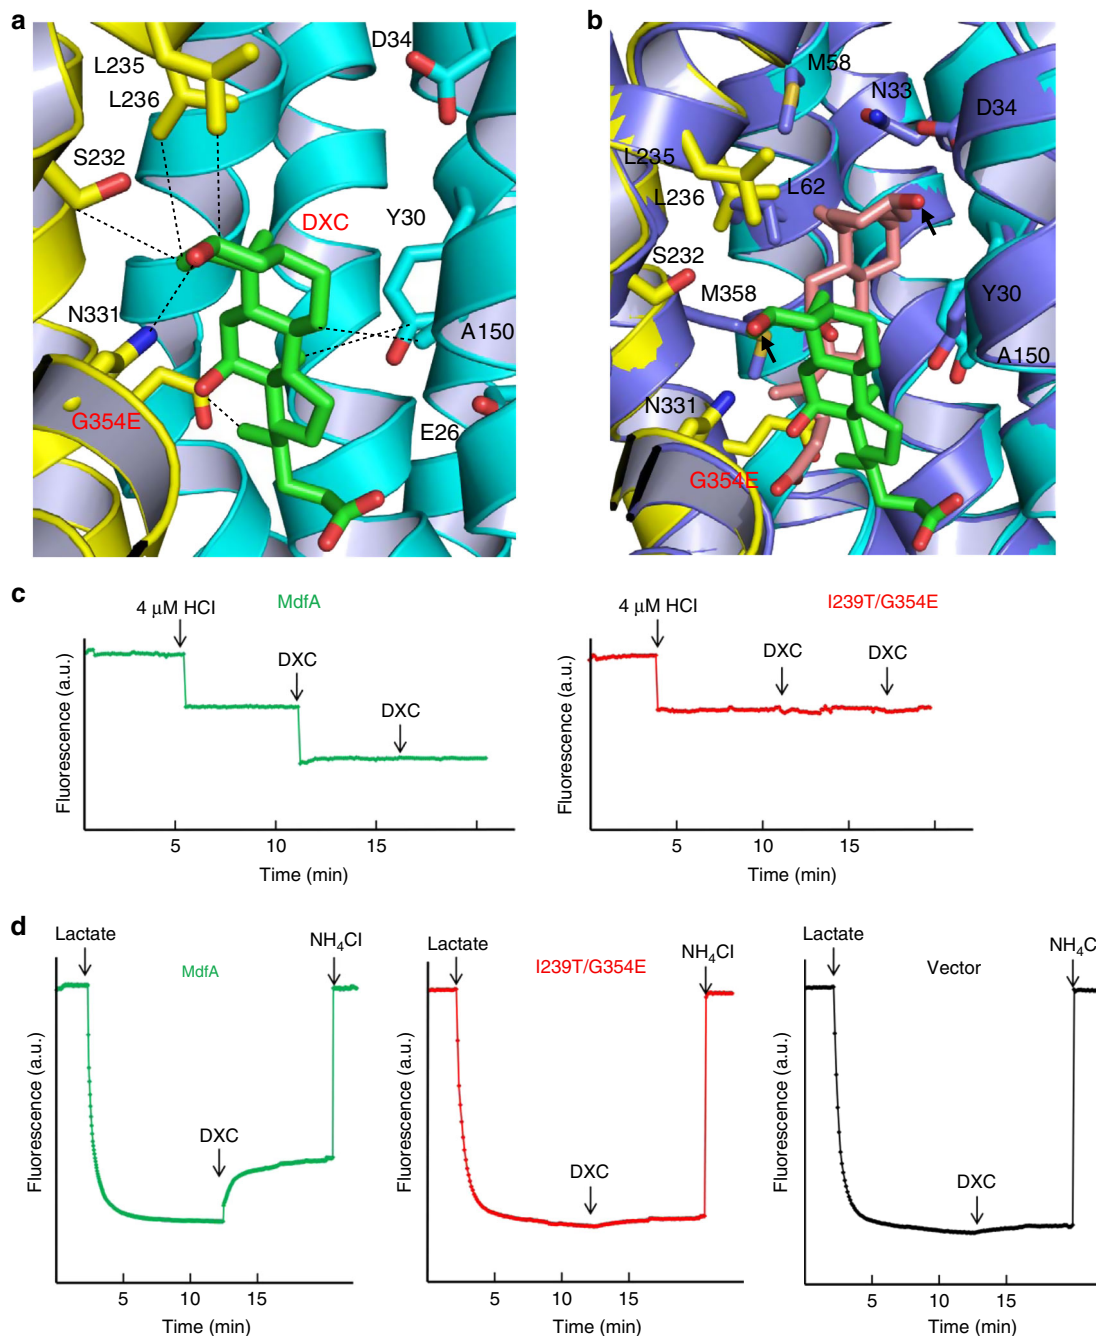 a
L235
L236
S232
D34
DXC
Y30
N331
A150
G354E
E26
b
M58
N33
D34
L235
L236
L62
S232
M358
Y30
A150
N331
G354E
c
4 μM HCl
MdfA
DXC
DXC
Fluorescence (a.u.)
5 10 15
Time (min)
4 μM HCl
I239T/G354E
DXC
DXC
Fluorescence (a.u.)
5 10 15
Time (min)
d
Lactate
MdfA
NH₄Cl
DXC
Fluorescence (a.u.)
5 10 15
Time (min)
Lactate
I239T/G354E
NH₄Cl
DXC
Fluorescence (a.u.)
5 10 15
Time (min)
Lactate
Vector
NH₄Cl
DXC
Fluorescence (a.u.)
5 10 15
Time (min)